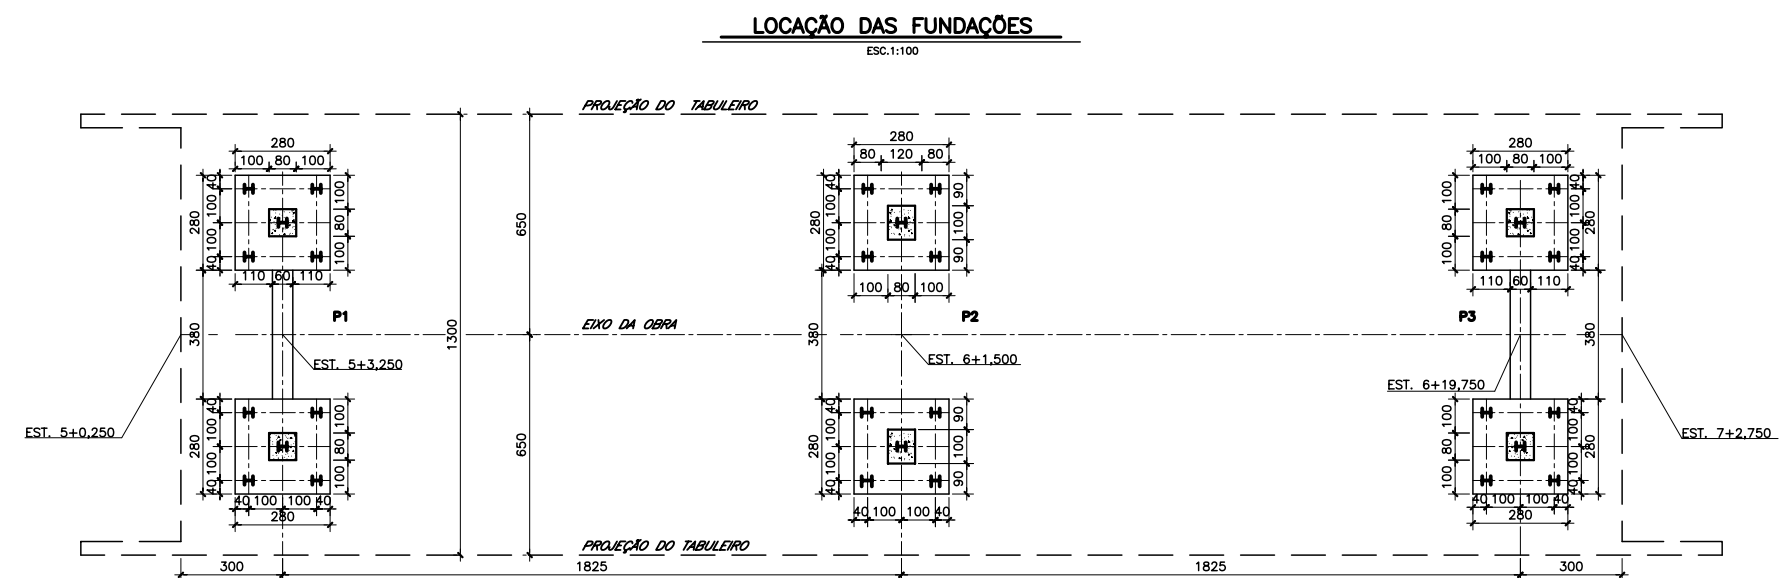 LOCAÇÃO DAS FUNDAÇÕES
ESC.1:100
PROJEÇÃO DO TABULEIRO
280 280 280
100 80 100 80 120 80 100 80 100
40 100 100 40 280 100 80 100
650
40 100 100 40 280 90 100 90
100 80 100 40 100 100 40 280
110 60 110 100 80 100 110 60 110
P1 P2 P3
380 1300 380 380
EIXO DA OBRA
EST. 5+3,250
EST. 6+1,500
EST. 6+19,750
EST. 5+0,250
EST. 7+2,750
40 100 100 40 280 100 80 100
650
40 100 100 40 280 90 100 90
100 80 100 40 100 100 40 280
40 100 100 40 40 100 100 40 40 100 100 40
280 280
PROJEÇÃO DO TABULEIRO
300 1825 1825 300